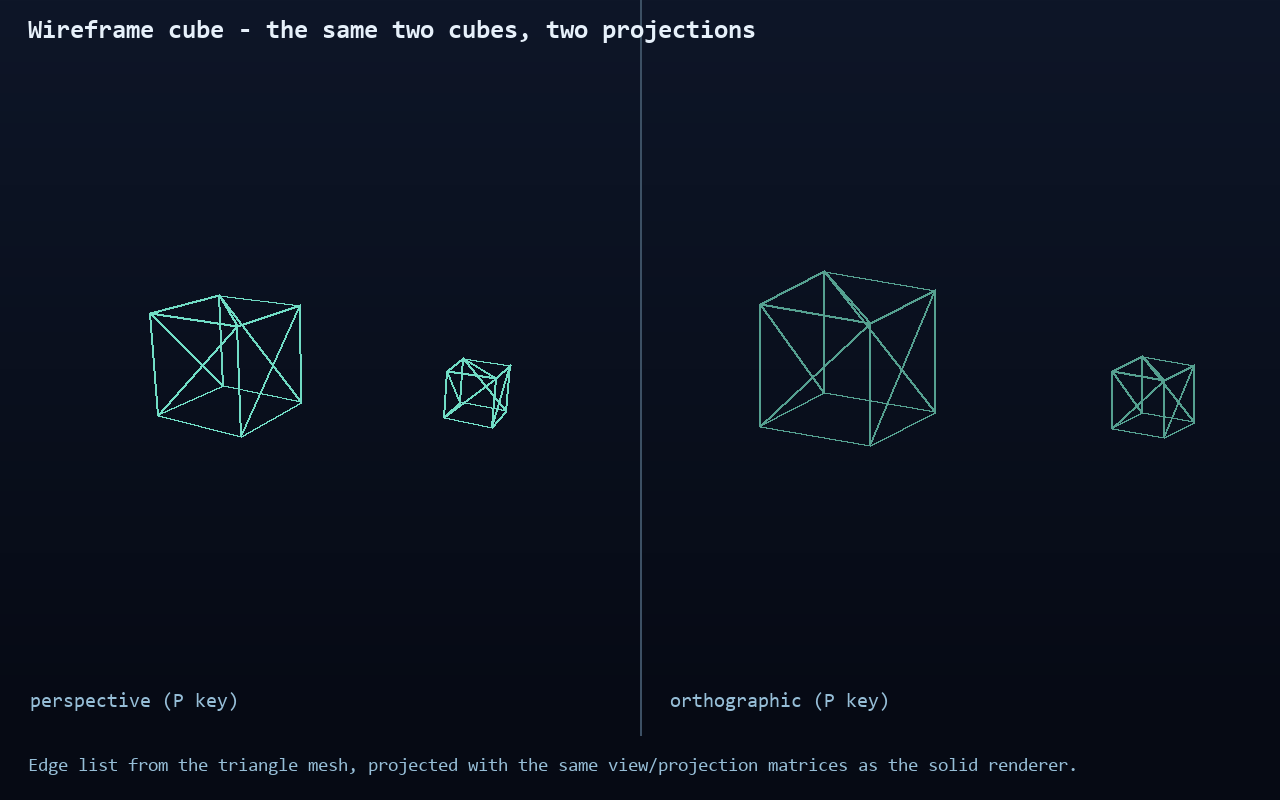 Wireframe cube - the same two cubes, two projections
perspective (P key)
orthographic (P key)
Edge list from the triangle mesh, projected with the same view/projection matrices as the solid renderer.